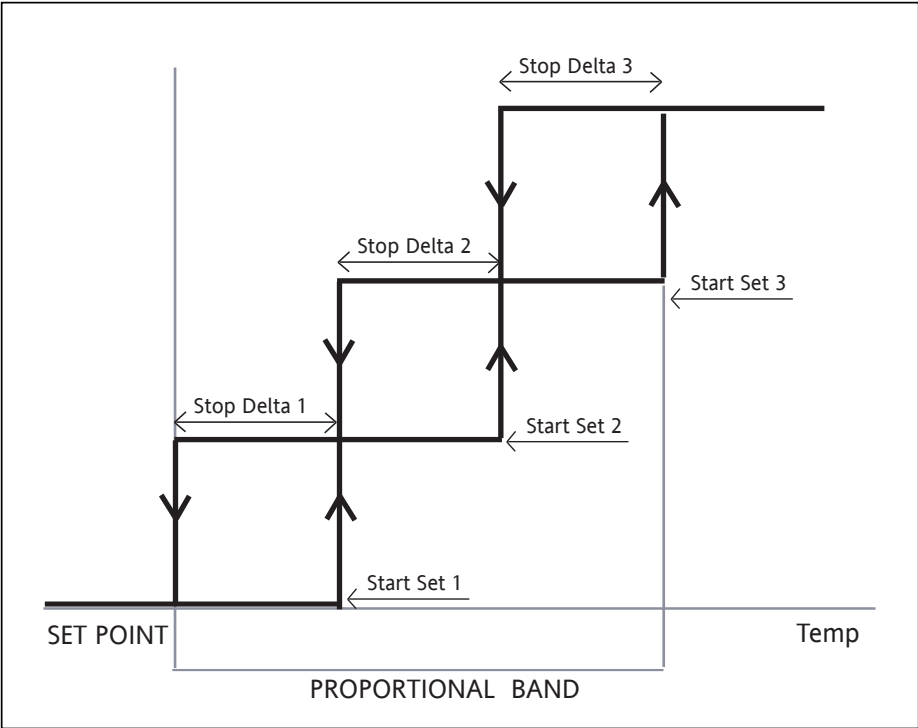 Stop Delta 3
Stop Delta 2
Start Set 3
Stop Delta 1
Start Set 2
Start Set 1
SET POINT
Temp
PROPORTIONAL BAND